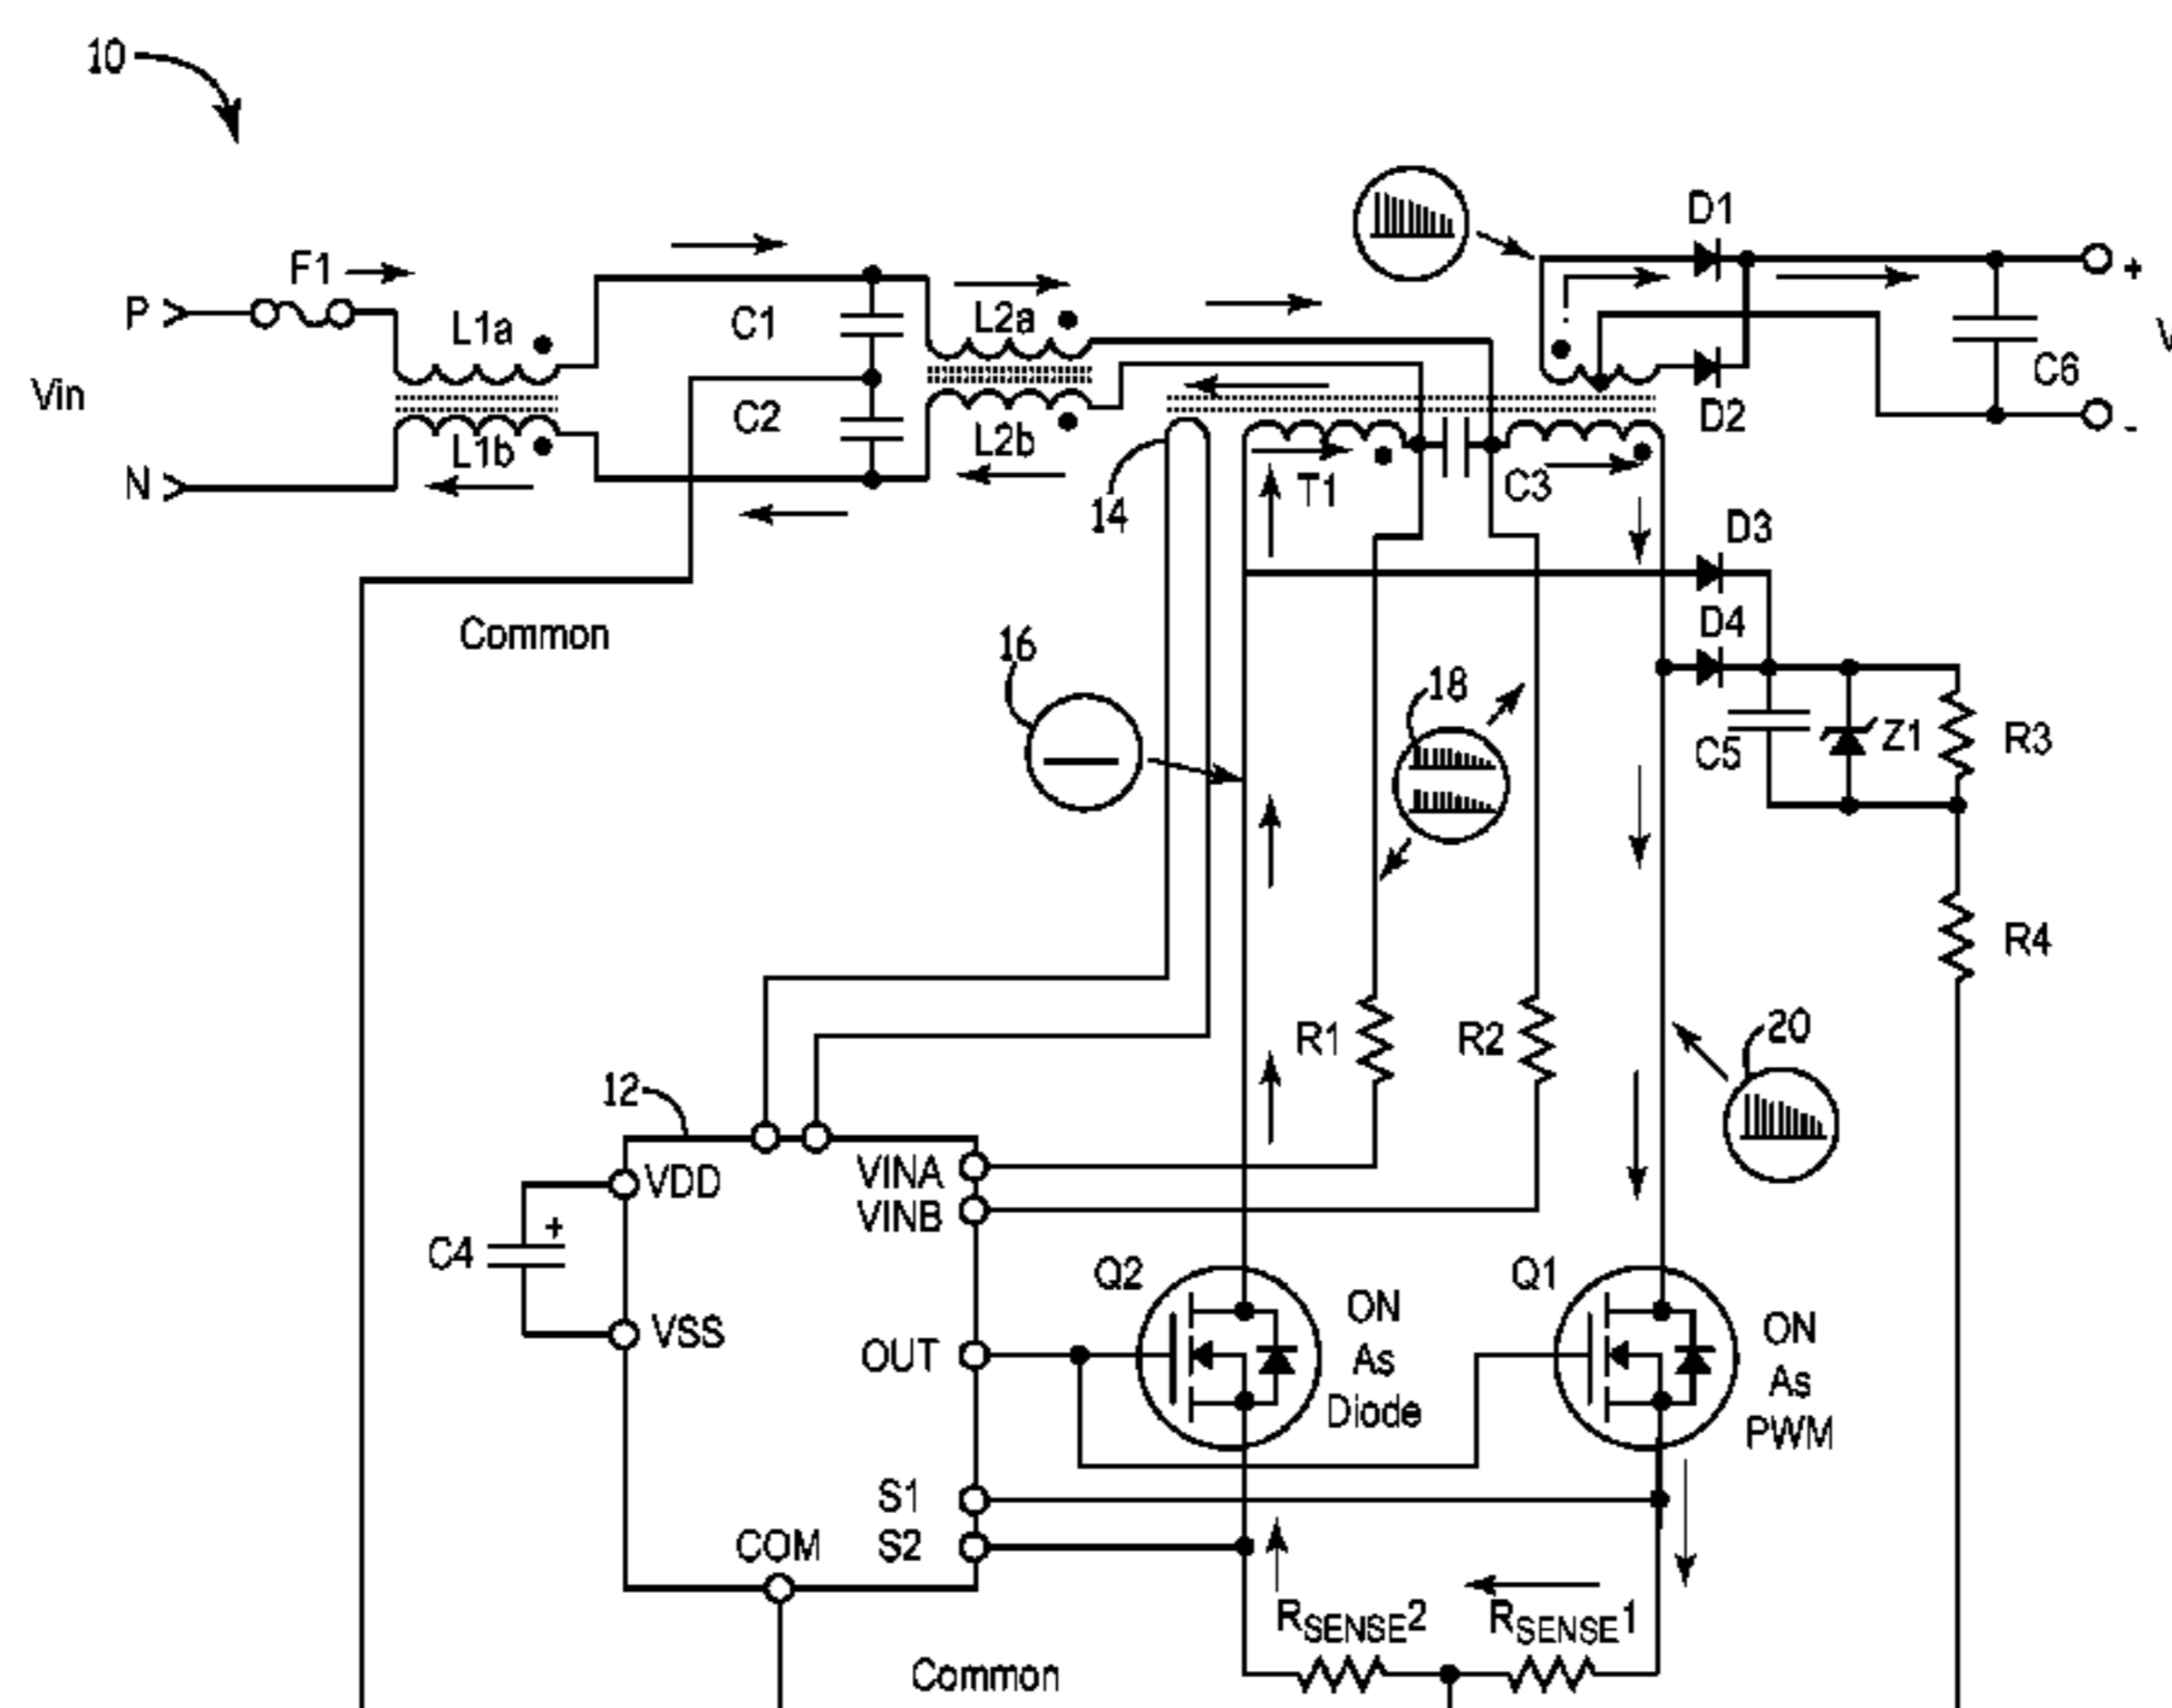 10
F1
P
L1a
Vin
L1b
N
C1
C2
L2a
L2b
D1
D2
C6
+
-
V
14
T1
C3
D3
D4
Common
16
18
C5
Z1
R3
R4
R1
R2
20
12
VDD
VINA
VINB
+
C4
VSS
OUT
Q2
ON
As
Diode
Q1
ON
As
PWM
S1
S2
COM
RSENSE2
RSENSE1
Common